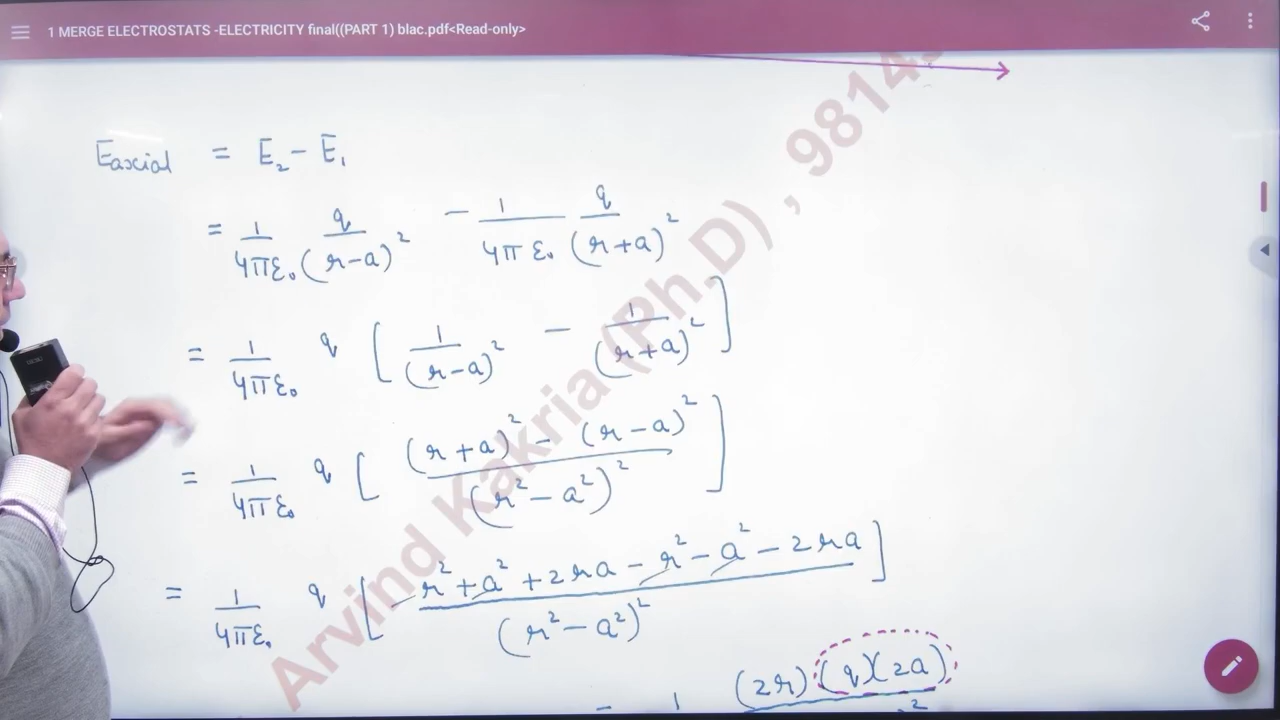 1 MERGE ELECTROSTATS -ELECTRICITY final((PART 1) blac.pdf<Read-only>
Eaxial = E₂ - E₁
= 1/4πε₀ q/(r-a)² - 1/4πε₀ q/(r+a)²
= 1/4πε₀ q [ 1/(r-a)² - 1/(r+a)² ]
= 1/4πε₀ q [ (r+a)² - (r-a)² / (r²-a²)² ]
= 1/4πε₀ q [ r² + a² + 2ra - r² - a² - 2ra / (r²-a²)² ]
= 1 (2r) (q)(2a)
Arvind Kakria (Ph.D) , 9814